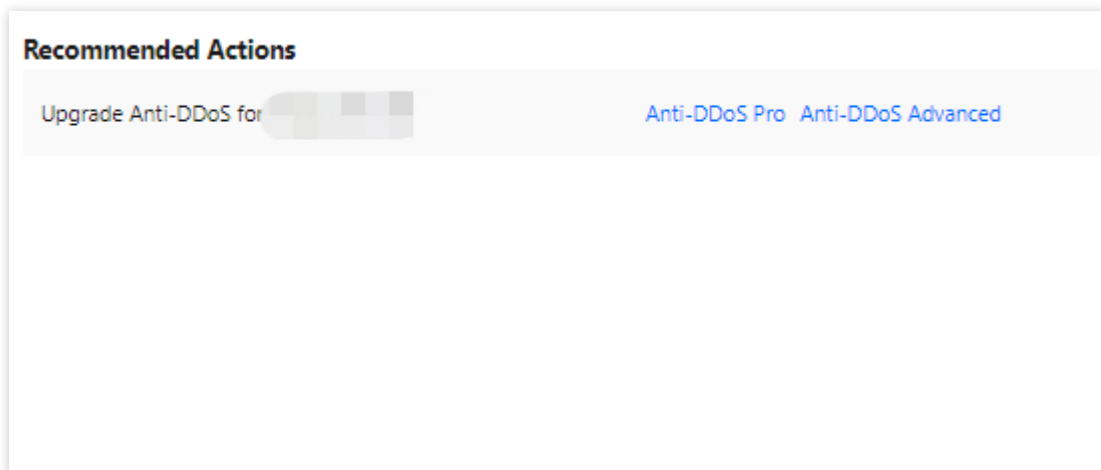 Recommended Actions
Upgrade Anti-DDoS for Anti-DDoS Pro Anti-DDoS Advanced